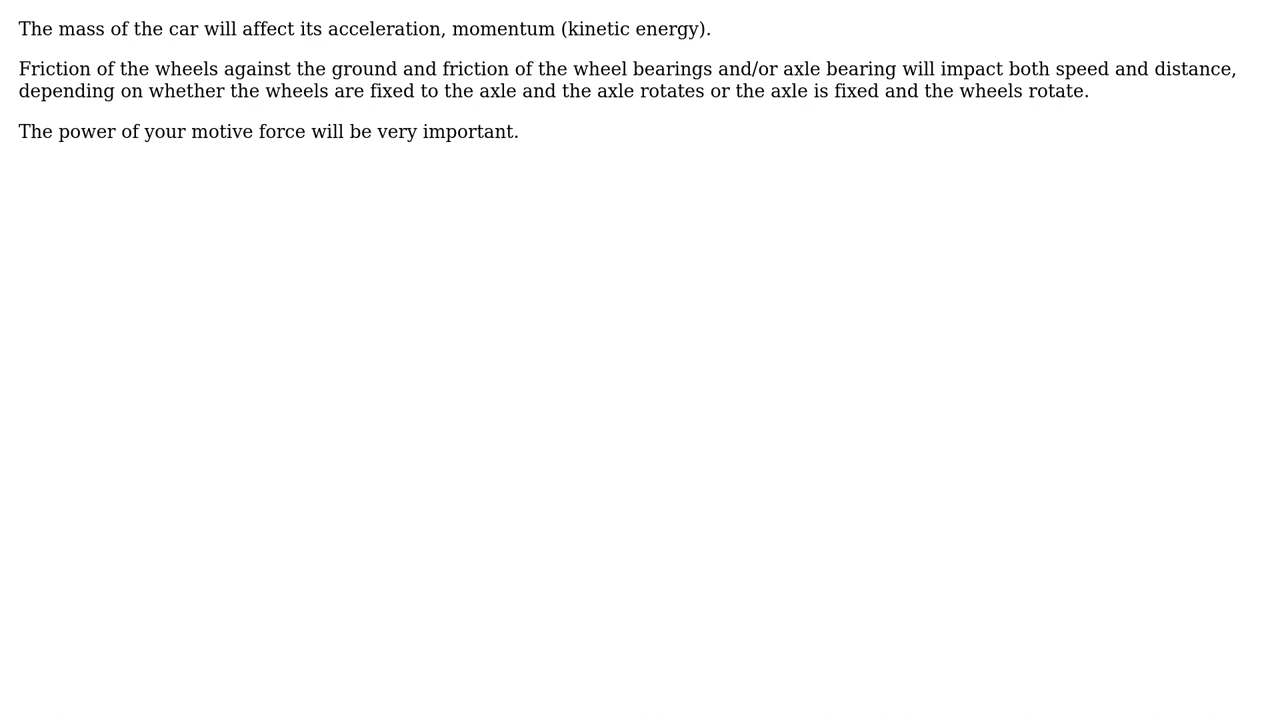 The mass of the car will affect its acceleration, momentum (kinetic energy).
Friction of the wheels against the ground and friction of the wheel bearings and/or axle bearing will impact both speed and distance,
depending on whether the wheels are fixed to the axle and the axle rotates or the axle is fixed and the wheels rotate.
The power of your motive force will be very important.